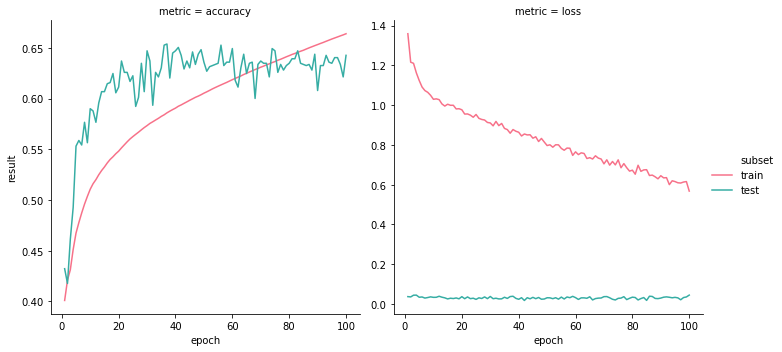 metric = accuracy
metric = loss
result
0.65
0.60
0.55
0.50
0.45
0.40
0 20 40 60 80 100
epoch
1.4
1.2
1.0
0.8
0.6
0.4
0.2
0.0
0 20 40 60 80 100
epoch
subset
train
test